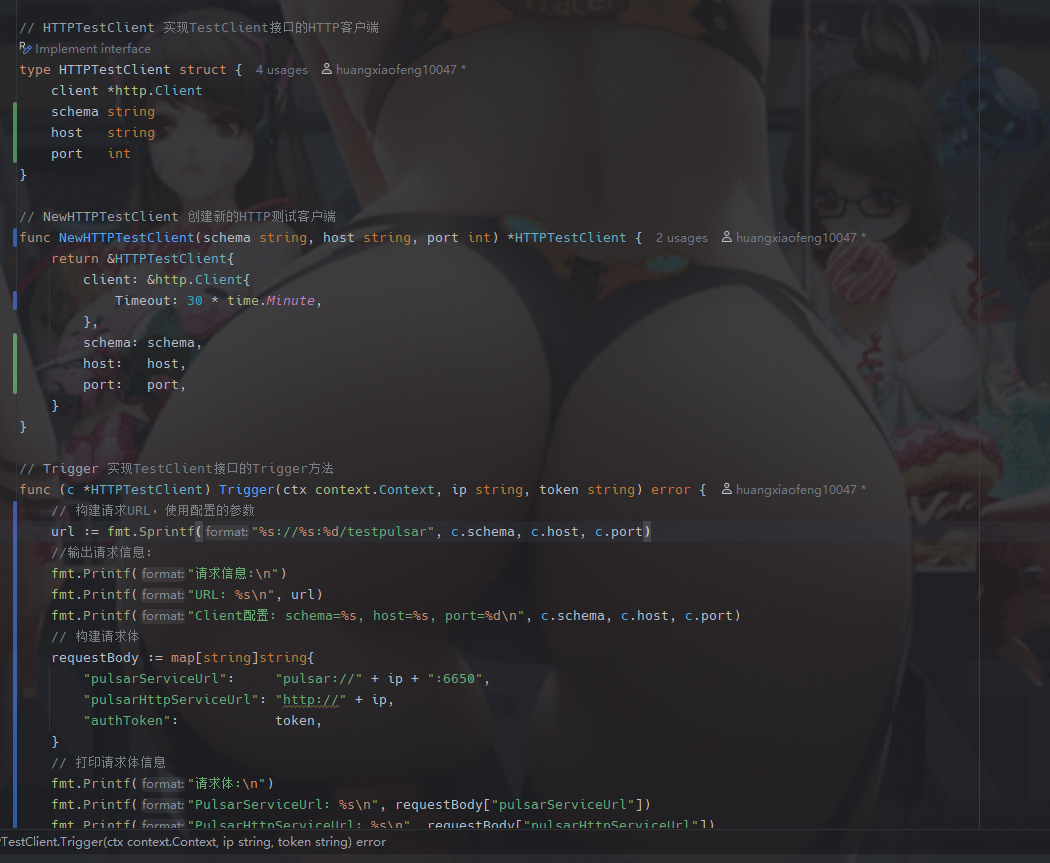 // HTTPTestClient 实现TestClient接口的HTTP客户端
Implement interface
type HTTPTestClient struct { 4 usages huangxiaofeng10047 *
client *http.Client
schema string
host string
port int
}
// NewHTTPTestClient 创建新的HTTP测试客户端
func NewHTTPTestClient(schema string, host string, port int) *HTTPTestClient { 2 usages huangxiaofeng10047 *
return &HTTPTestClient{
client: &http.Client{
Timeout: 30 * time.Minute,
},
schema: schema,
host: host,
port: port,
}
}
// Trigger 实现TestClient接口的Trigger方法
func (c *HTTPTestClient) Trigger(ctx context.Context, ip string, token string) error { huangxiaofeng10047 *
// 构建请求URL，使用配置的参数
url := fmt.Sprintf( format: "%s://%s:%d/testpulsar", c.schema, c.host, c.port)
//输出请求信息：
fmt.Printf( format: "请求信息:\n")
fmt.Printf( format: "URL: %s\n", url)
fmt.Printf( format: "Client配置: schema=%s, host=%s, port=%d\n", c.schema, c.host, c.port)
// 构建请求体
requestBody := map[string]string{
"pulsarServiceUrl": "pulsar://" + ip + ":6650",
"pulsarHttpServiceUrl": "http://" + ip,
"authToken": token,
}
// 打印请求体信息
fmt.Printf( format: "请求体:\n")
fmt.Printf( format: "PulsarServiceUrl: %s\n", requestBody["pulsarServiceUrl"])
fmt.Printf( format: "PulsarHttpServiceUrl: %s\n", requestBody["pulsarHttpServiceUrl"])
TestClient.Trigger(ctx context.Context, ip string, token string) error